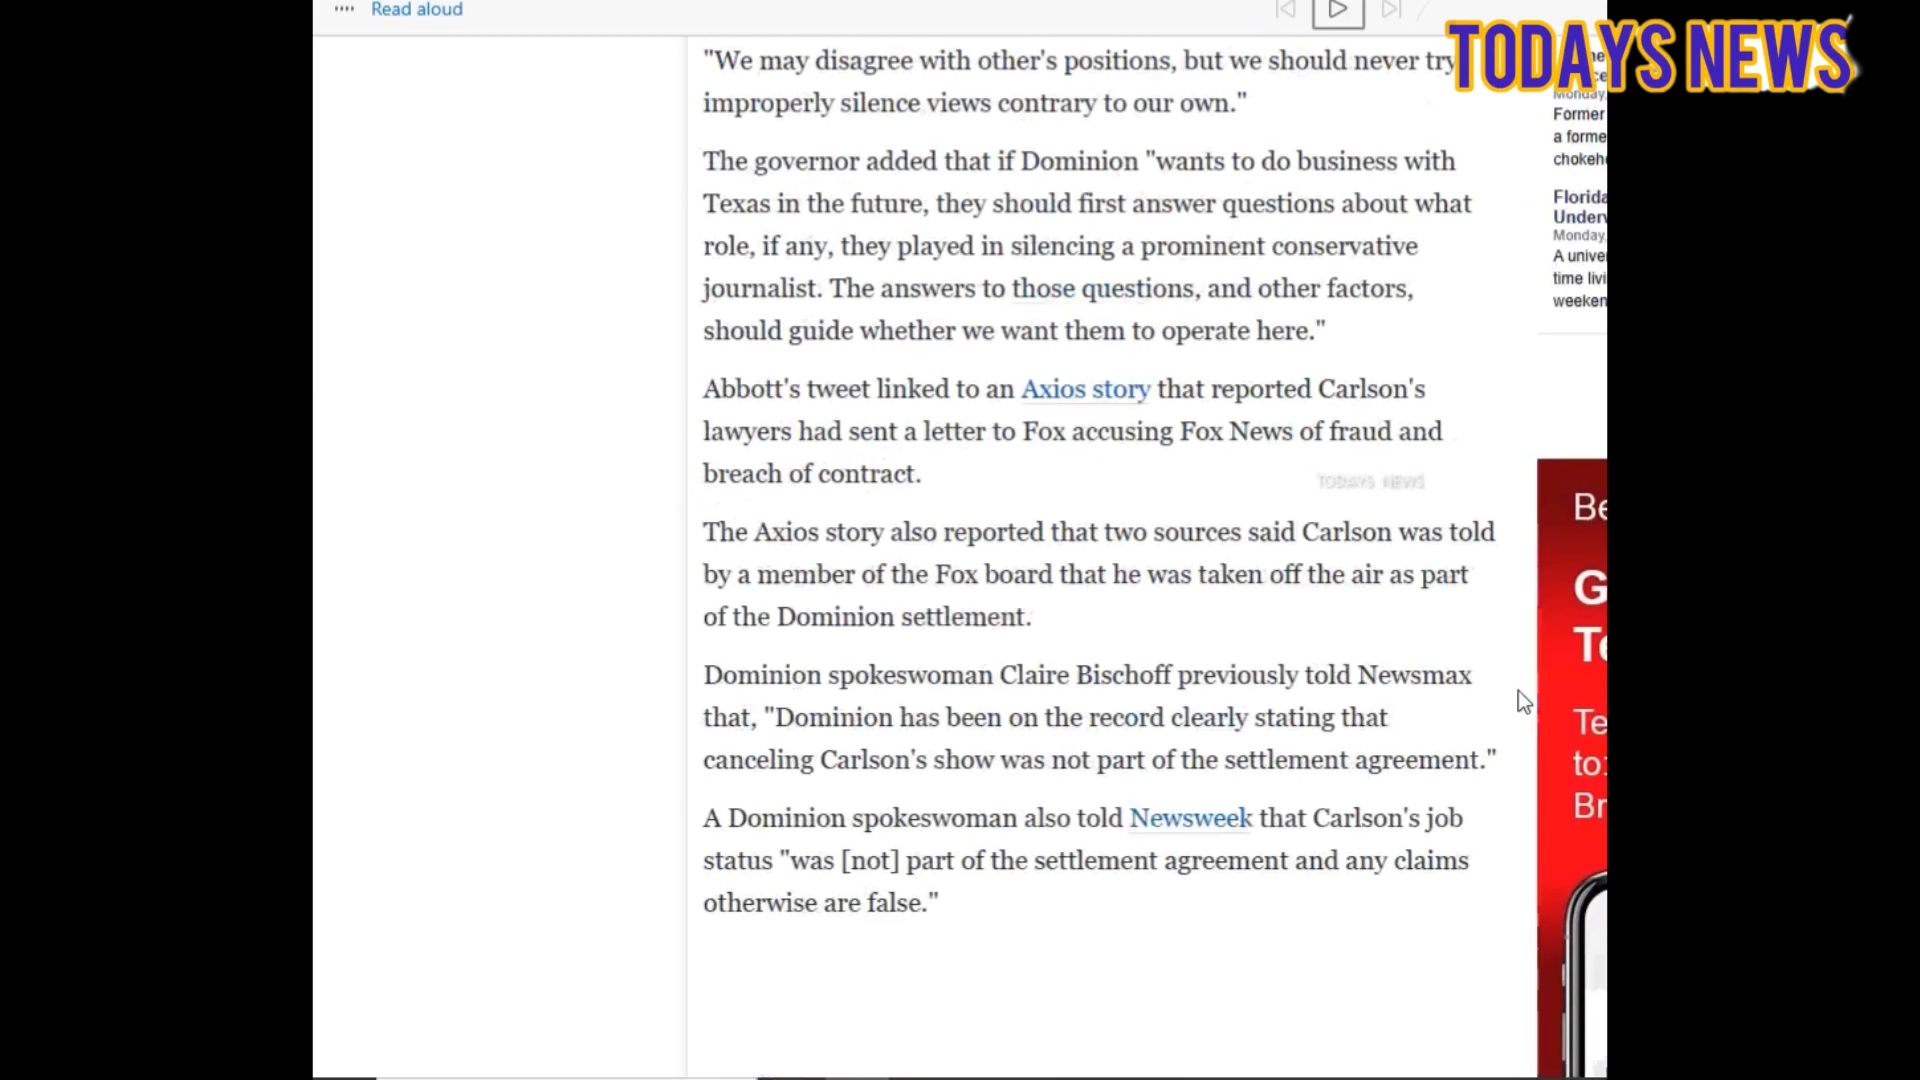 Read aloud
TODAYS NEWS
"We may disagree with other's positions, but we should never try
improperly silence views contrary to our own."
The governor added that if Dominion "wants to do business with
Texas in the future, they should first answer questions about what
role, if any, they played in silencing a prominent conservative
journalist. The answers to those questions, and other factors,
should guide whether we want them to operate here."
Abbott's tweet linked to an Axios story that reported Carlson's
lawyers had sent a letter to Fox accusing Fox News of fraud and
breach of contract.
TODAYS NEWS
The Axios story also reported that two sources said Carlson was told
by a member of the Fox board that he was taken off the air as part
of the Dominion settlement.
Dominion spokeswoman Claire Bischoff previously told Newsmax
that, "Dominion has been on the record clearly stating that
canceling Carlson's show was not part of the settlement agreement."
A Dominion spokeswoman also told Newsweek that Carlson's job
status "was [not] part of the settlement agreement and any claims
otherwise are false."
Monday,
Former
a forme
chokeh
Florida
Underw
Monday,
A unive
time livi
weeken
Be
G
Te
Te
to
Br